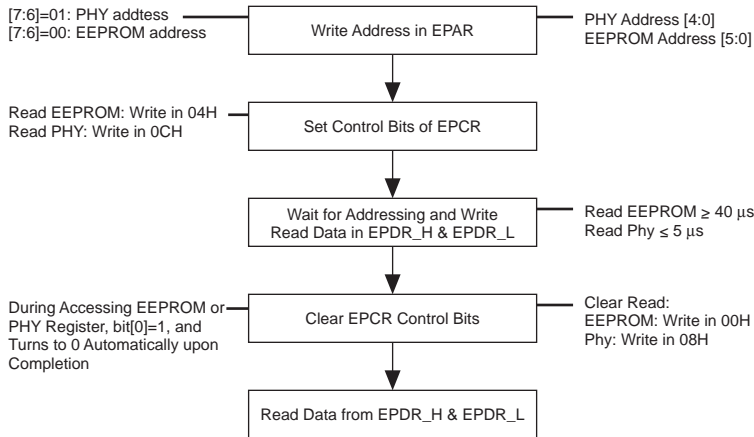 [7:6]=01: PHY addtess
[7:6]=00: EEPROM address
Write Address in EPAR
PHY Address [4:0]
EEPROM Address [5:0]
Read EEPROM: Write in 04H
Read PHY: Write in 0CH
Set Control Bits of EPCR
Wait for Addressing and Write
Read Data in EPDR_H & EPDR_L
Read EEPROM ≥ 40 μs
Read Phy ≤ 5 μs
During Accessing EEPROM or
PHY Register, bit[0]=1, and
Turns to 0 Automatically upon
Completion
Clear EPCR Control Bits
Clear Read:
EEPROM: Write in 00H
Phy: Write in 08H
Read Data from EPDR_H & EPDR_L